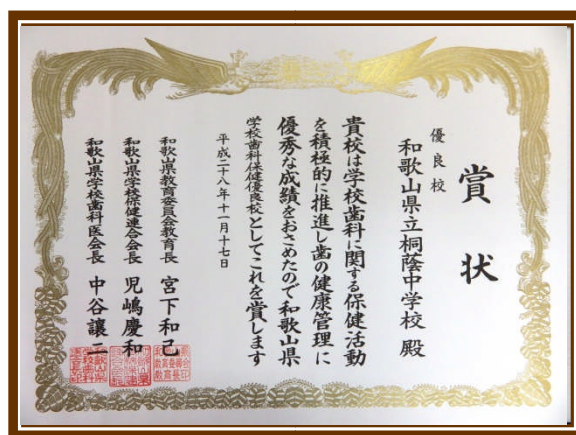 賞状
優良校
和歌山県立桐蔭中学校 殿
貴校は学校歯科に関する保健活動
を積極的に推進し歯の健康管理に
優秀な成績をおさめたので和歌山県
学校歯科保健優良校としてこれを賞します
平成二十八年十一月十七日
和歌山県教育委員会教育長 宮下和己
和歌山県学校保健連合会長 児嶋慶和
和歌山県学校歯科医会長 中谷譲二